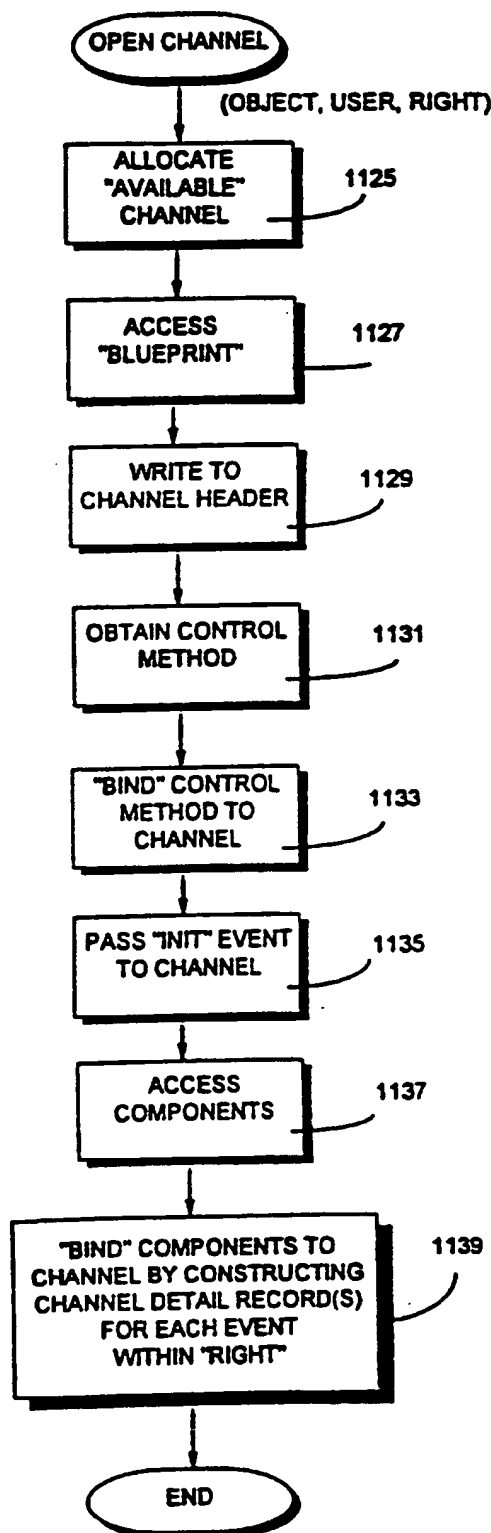 OPEN CHANNEL
(OBJECT, USER, RIGHT)
ALLOCATE
"AVAILABLE"
CHANNEL
1125
ACCESS
"BLUEPRINT"
1127
WRITE TO
CHANNEL HEADER
1129
OBTAIN CONTROL
METHOD
1131
"BIND" CONTROL
METHOD TO
CHANNEL
1133
PASS "INIT" EVENT
TO CHANNEL
1135
ACCESS
COMPONENTS
1137
"BIND" COMPONENTS TO
CHANNEL BY CONSTRUCTING
CHANNEL DETAIL RECORD(S)
FOR EACH EVENT
WITHIN "RIGHT"
1139
END